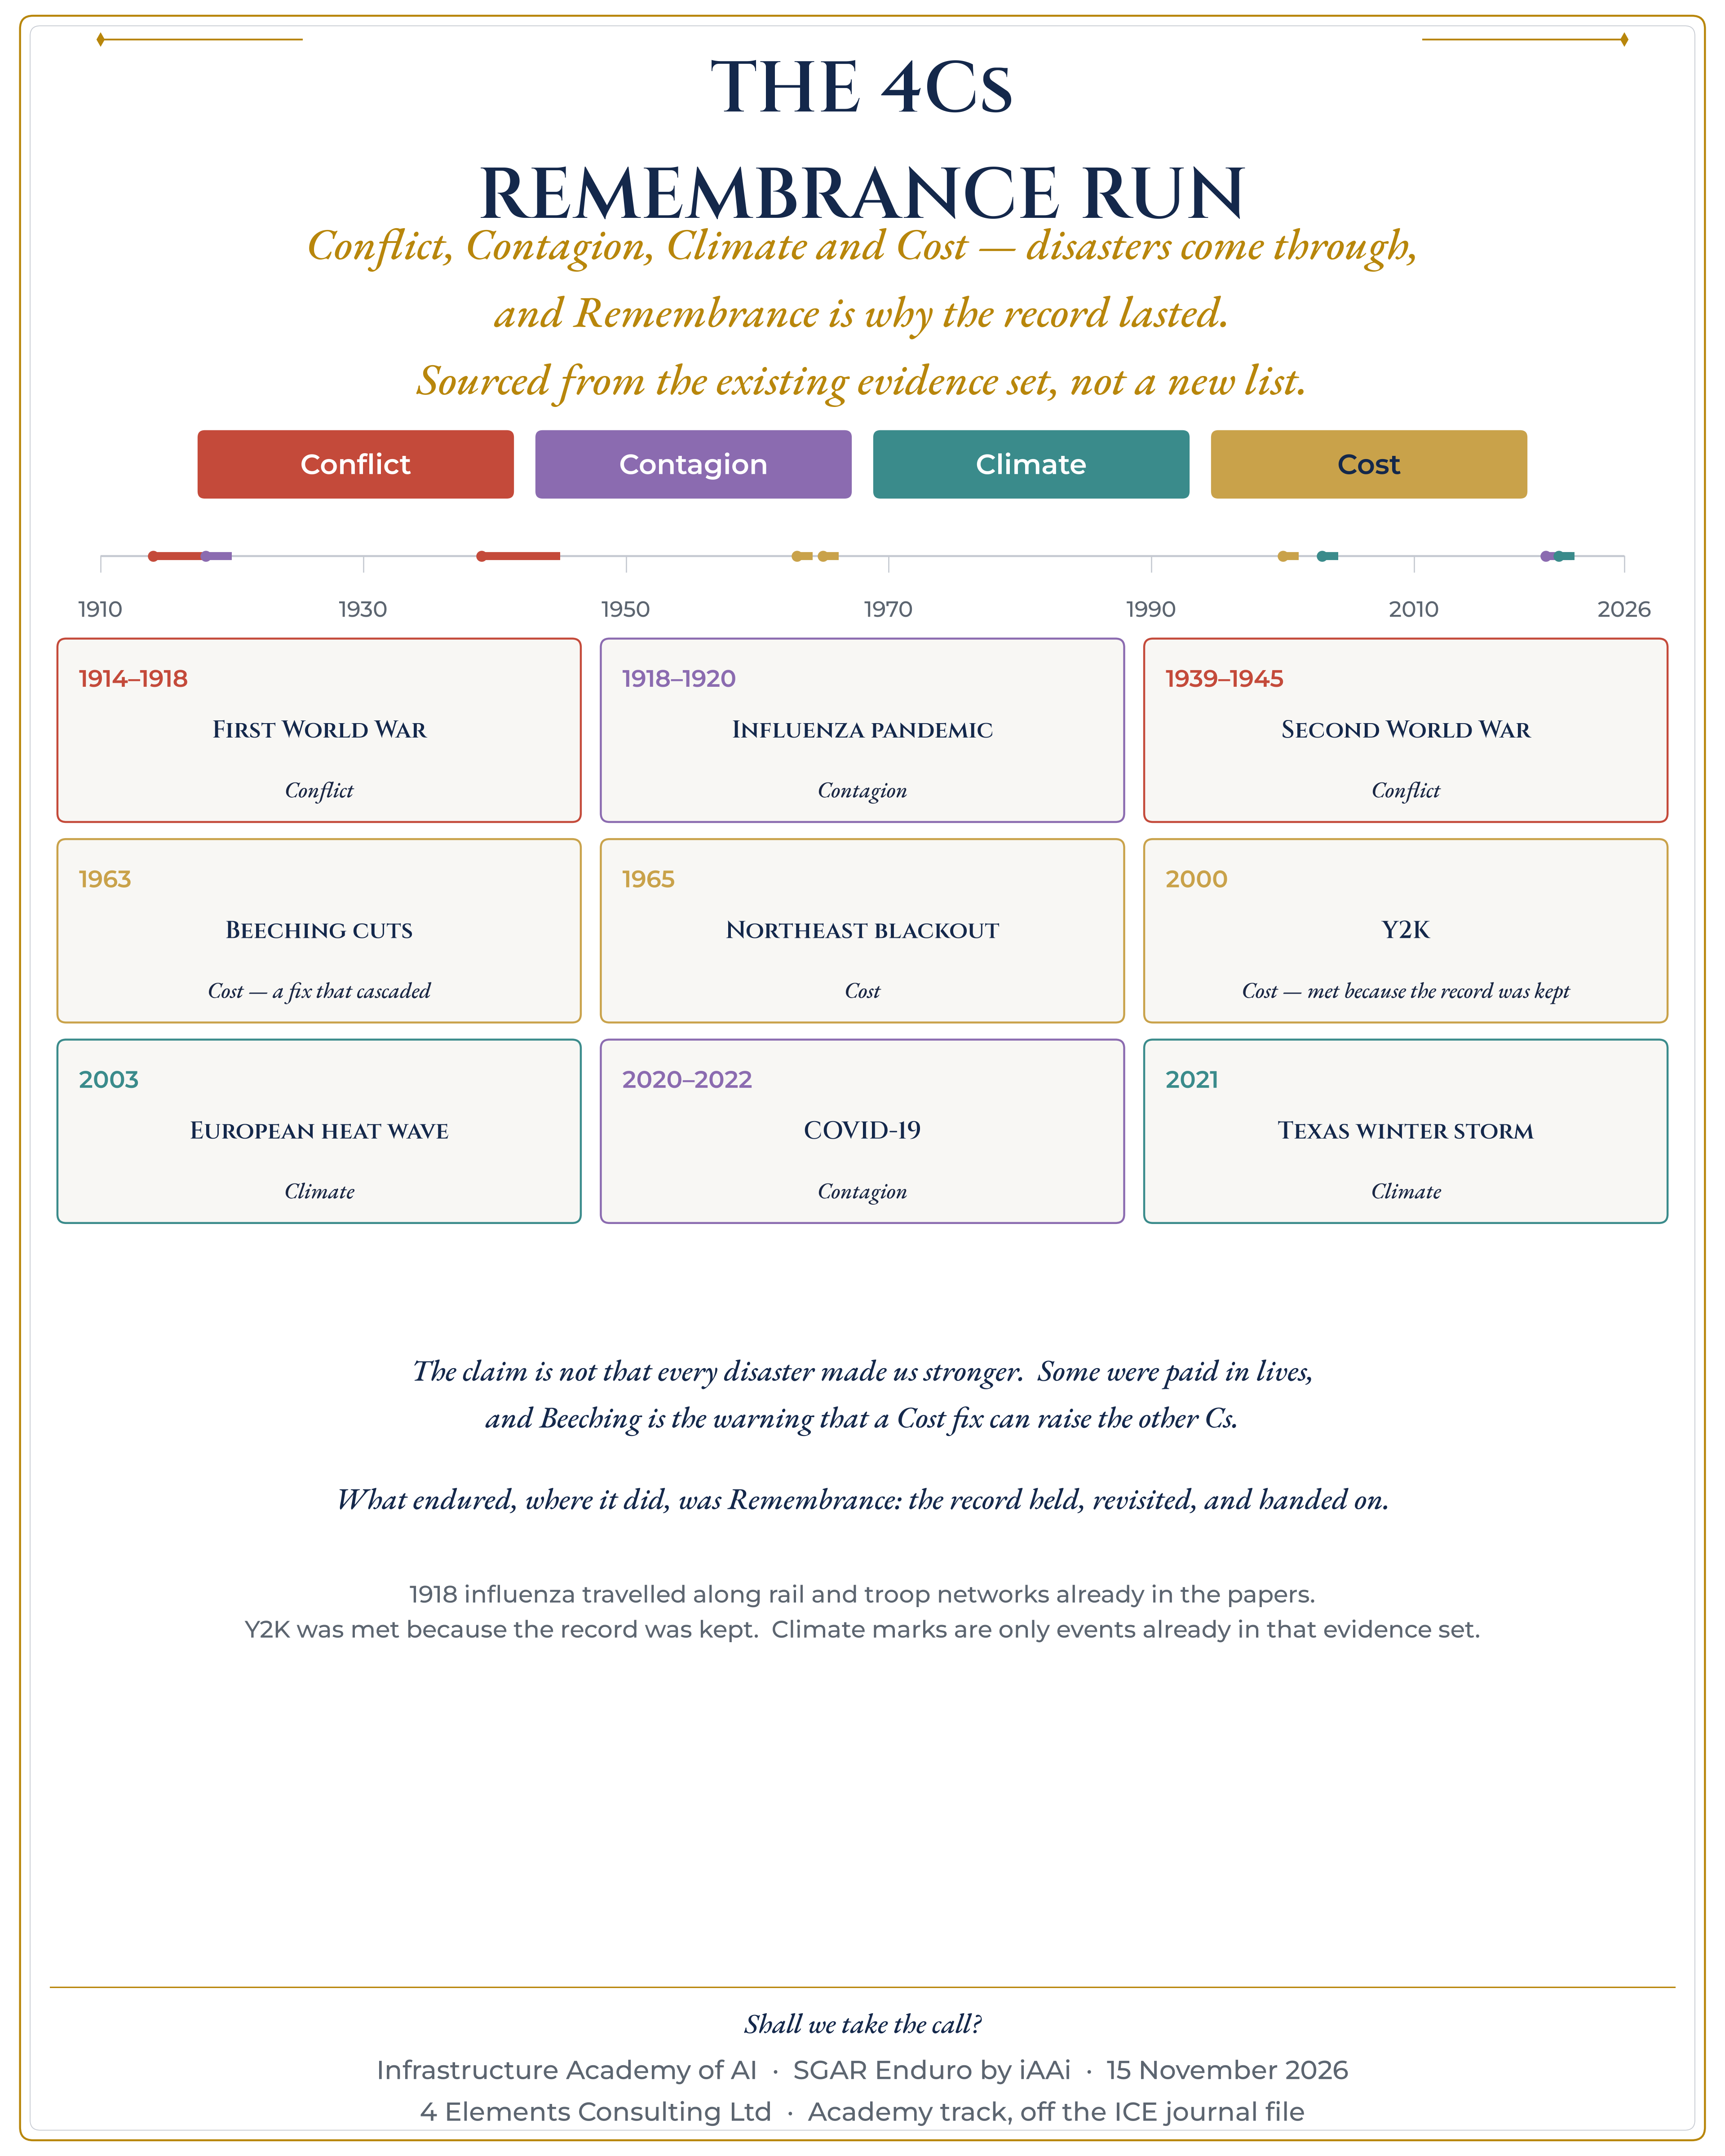 THE 4Cs
REMEMBRANCE RUN
Conflict, Contagion, Climate and Cost — disasters come through,
and Remembrance is why the record lasted.
Sourced from the existing evidence set, not a new list.
Conflict
Contagion
Climate
Cost
1910
1930
1950
1970
1990
2010
2026
1914–1918
First World War
Conflict
1918–1920
Influenza pandemic
Contagion
1939–1945
Second World War
Conflict
1963
Beeching cuts
Cost — a fix that cascaded
1965
Northeast blackout
Cost
2000
Y2K
Cost — met because the record was kept
2003
European heat wave
Climate
2020–2022
COVID-19
Contagion
2021
Texas winter storm
Climate
The claim is not that every disaster made us stronger. Some were paid in lives,
and Beeching is the warning that a Cost fix can raise the other Cs.
What endured, where it did, was Remembrance: the record held, revisited, and handed on.
1918 influenza travelled along rail and troop networks already in the papers.
Y2K was met because the record was kept. Climate marks are only events already in that evidence set.
Shall we take the call?
Infrastructure Academy of AI · SGAR Enduro by iAAi · 15 November 2026
4 Elements Consulting Ltd · Academy track, off the ICE journal file